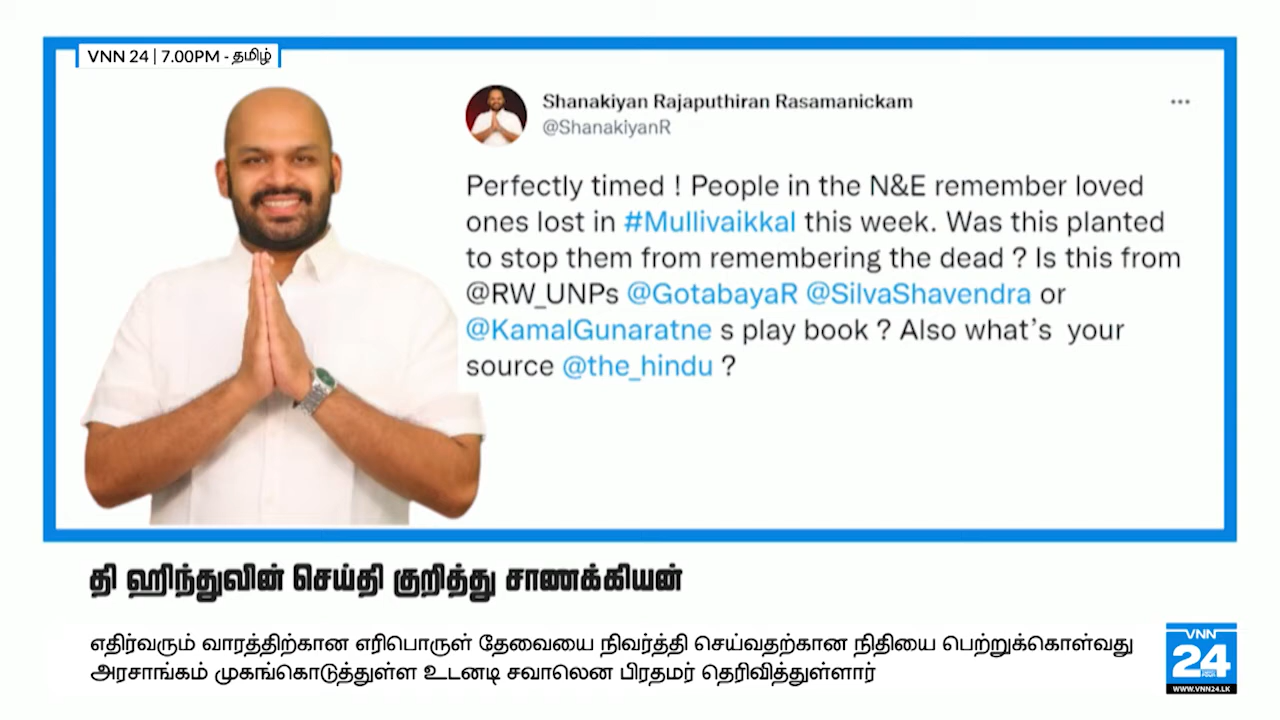 VNN 24 | 7.00PM - தமிழ்
Shanakiyan Rajaputhiran Rasamanickam
@ShanakiyanR
Perfectly timed ! People in the N&E remember loved
ones lost in #Mullivaikkal this week. Was this planted
to stop them from remembering the dead ? Is this from
@RW_UNPs @GotabayaR @SilvaShavendra or
@KamalGunaratne s play book ? Also what's  your
source @the_hindu ?
தி ஹிந்துவின் செய்தி குறித்து சாணக்கியன்
எதிர்வரும் வாரத்திற்கான எரிபொருள் தேவையை நிவர்த்தி செய்வதற்கான நிதியை பெற்றுக்கொள்வது
அரசாங்கம் முகங்கொடுத்துள்ள உடனடி சவாலென பிரதமர் தெரிவித்துள்ளார்
VNN
24
WWW.VNN24.LK